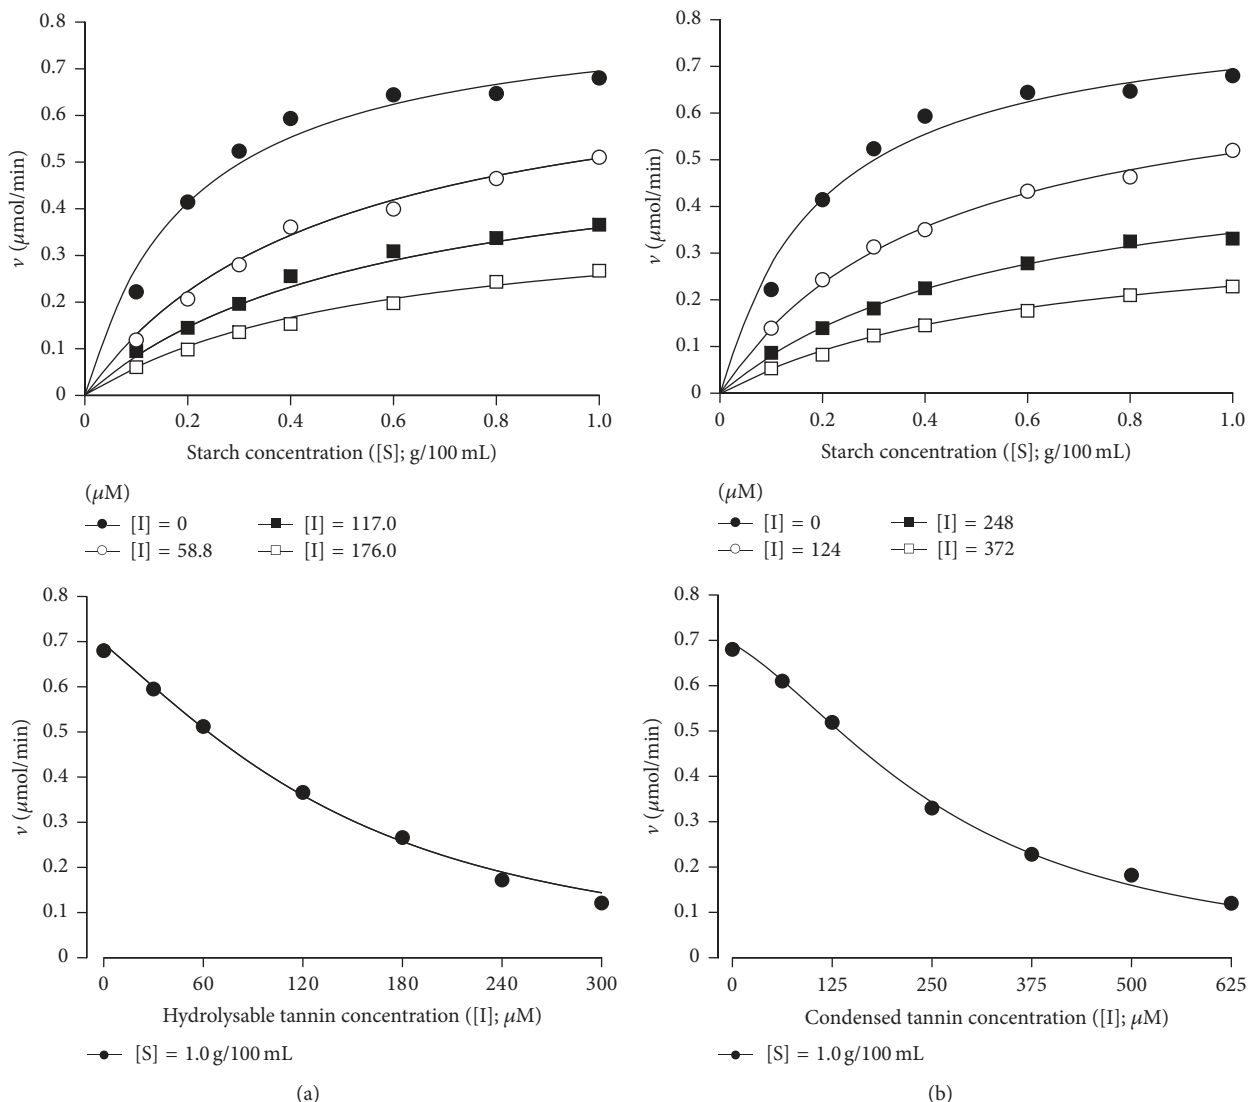 0.8
0.7
0.6
0.5
0.4
0.3
0.2
0.1
0
ν (μmol/min)
0 0.2 0.4 0.6 0.8 1.0
Starch concentration ([S]; g/100 mL)
(μM)
[I] = 0 [I] = 117.0
[I] = 58.8 [I] = 176.0
0.8
0.7
0.6
0.5
0.4
0.3
0.2
0.1
0
ν (μmol/min)
0 0.2 0.4 0.6 0.8 1.0
Starch concentration ([S]; g/100 mL)
(μM)
[I] = 0 [I] = 248
[I] = 124 [I] = 372
0.8
0.7
0.6
0.5
0.4
0.3
0.2
0.1
0
ν (μmol/min)
0 60 120 180 240 300
Hydrolysable tannin concentration ([I]; μM)
[S] = 1.0 g/100 mL
(a)
0.8
0.7
0.6
0.5
0.4
0.3
0.2
0.1
0
ν (μmol/min)
0 125 250 375 500 625
Condensed tannin concentration ([I]; μM)
[S] = 1.0 g/100 mL
(b)